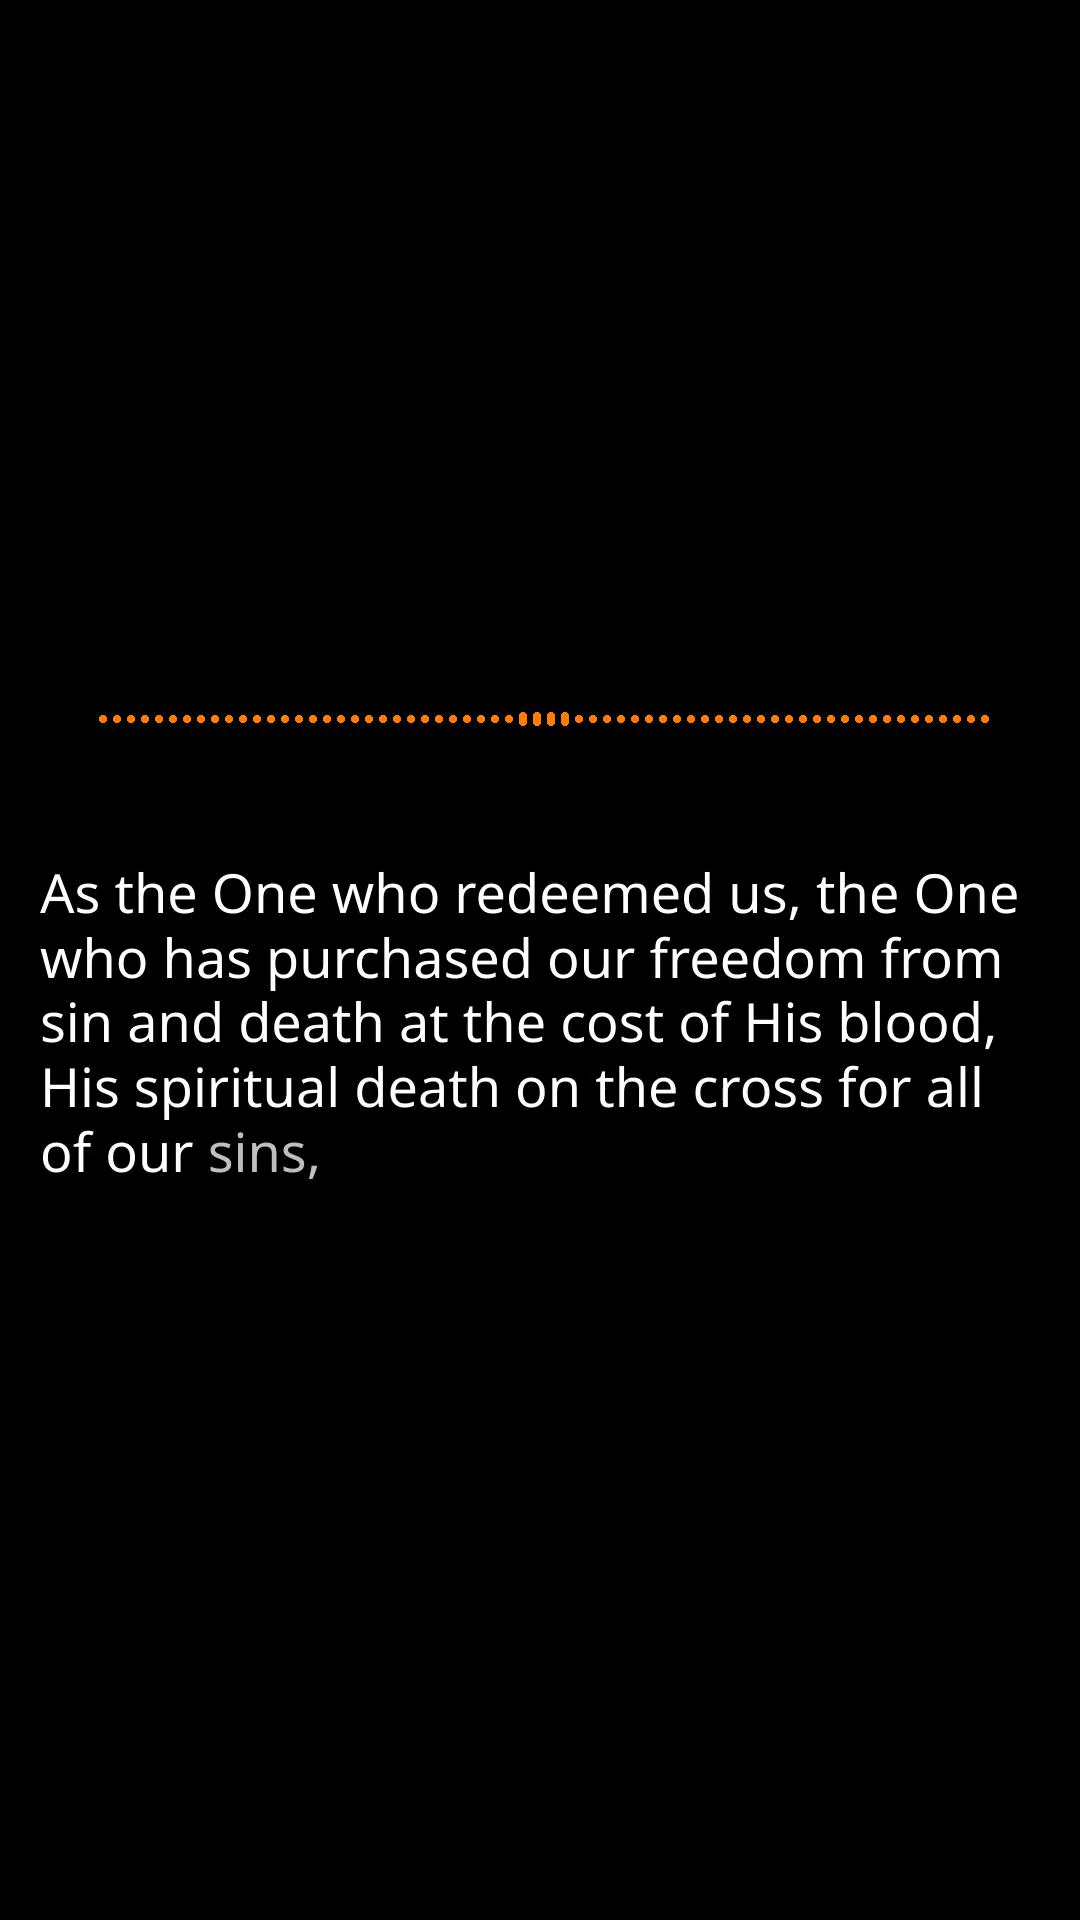 As the One who redeemed us, the One
who has purchased our freedom from
sin and death at the cost of His blood,
His spiritual death on the cross for all
of our sins,